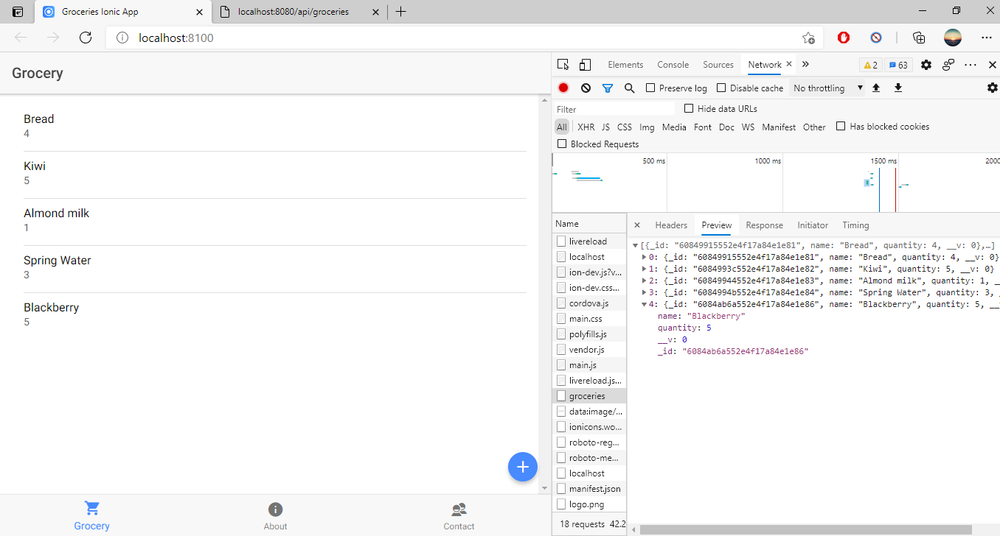 Groceries Ionic App
localhost:8080/api/groceries
localhost:8100
Grocery
Bread
4
Kiwi
5
Almond milk
1
Spring Water
3
Blackberry
5
Grocery
About
Contact
Elements Console Sources Network 2 63
Preserve log Disable cache No throttling
Filter Hide data URLs
All XHR JS CSS Img Media Font Doc WS Manifest Other Has blocked cookies
Blocked Requests
500 ms 1000 ms 1500 ms 2000
Name
livereload
localhost
ion-dev.js?v...
ion-dev.css...
cordova.js
main.css
polyfills.js
vendor.js
main.js
livereload.js...
groceries
data:image/...
ionicons.wo...
roboto-reg...
roboto-me...
localhost
manifest.json
logo.png
18 requests 42.2
Headers Preview Response Initiator Timing
[{_id: "60849915552e4f17a84e1e81", name: "Bread", quantity: 4, __v: 0},…]
0: {_id: "60849915552e4f17a84e1e81", name: "Bread", quantity: 4, __v: 0}
1: {_id: "6084993c552e4f17a84e1e82", name: "Kiwi", quantity: 5, __v: 0}
2: {_id: "60849944552e4f17a84e1e83", name: "Almond milk", quantity: 1, __
3: {_id: "6084994b552e4f17a84e1e84", name: "Spring Water", quantity: 3, _
4: {_id: "6084ab6a552e4f17a84e1e86", name: "Blackberry", quantity: 5, __v
name: "Blackberry"
quantity: 5
__v: 0
_id: "6084ab6a552e4f17a84e1e86"